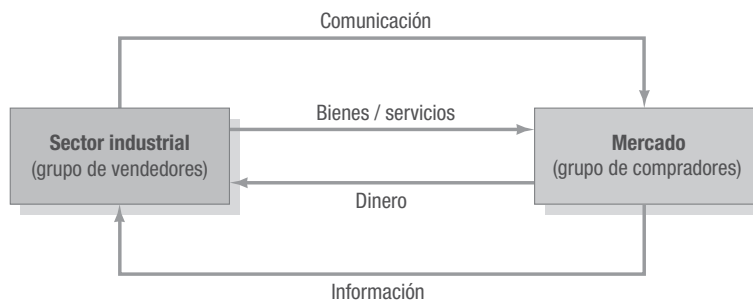 Comunicación
Bienes / servicios
Sector industrial
(grupo de vendedores)
Mercado
(grupo de compradores)
Dinero
Información